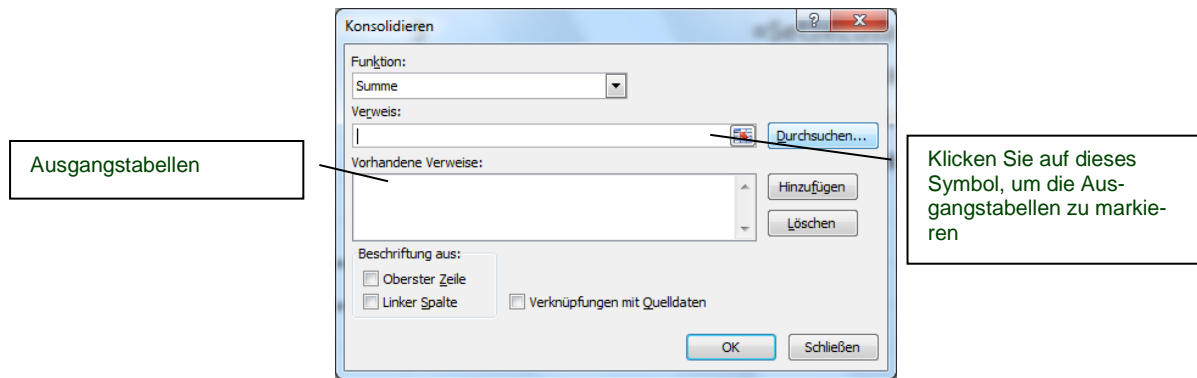 Konsolidieren
Funktion:
Summe
Verweis:
Durchsuchen...
Vorhandene Verweise:
Hinzufügen
Löschen
Beschriftung aus:
Oberster Zeile
Linker Spalte
Verknüpfungen mit Quelldaten
OK
Schließen
Ausgangstabellen
Klicken Sie auf dieses
Symbol, um die Aus-
gangstabellen zu markie-
ren